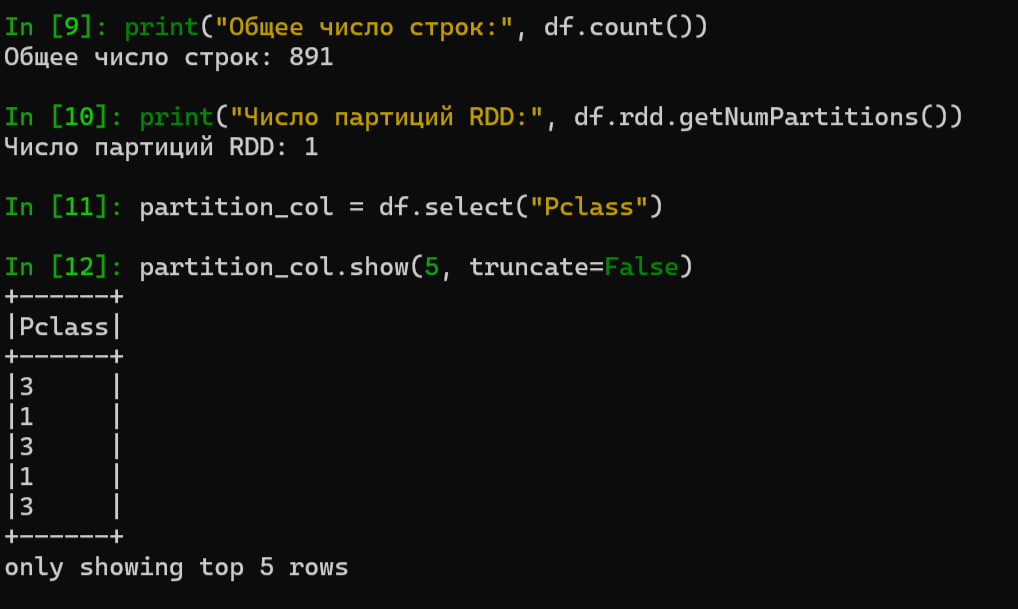 In [9]: print("Общее число строк:", df.count())
Общее число строк: 891
In [10]: print("Число партиций RDD:", df.rdd.getNumPartitions())
Число партиций RDD: 1
In [11]: partition_col = df.select("Pclass")
In [12]: partition_col.show(5, truncate=False)
+------+
|Pclass|
+------+
|3     |
|1     |
|3     |
|1     |
|3     |
+------+
only showing top 5 rows